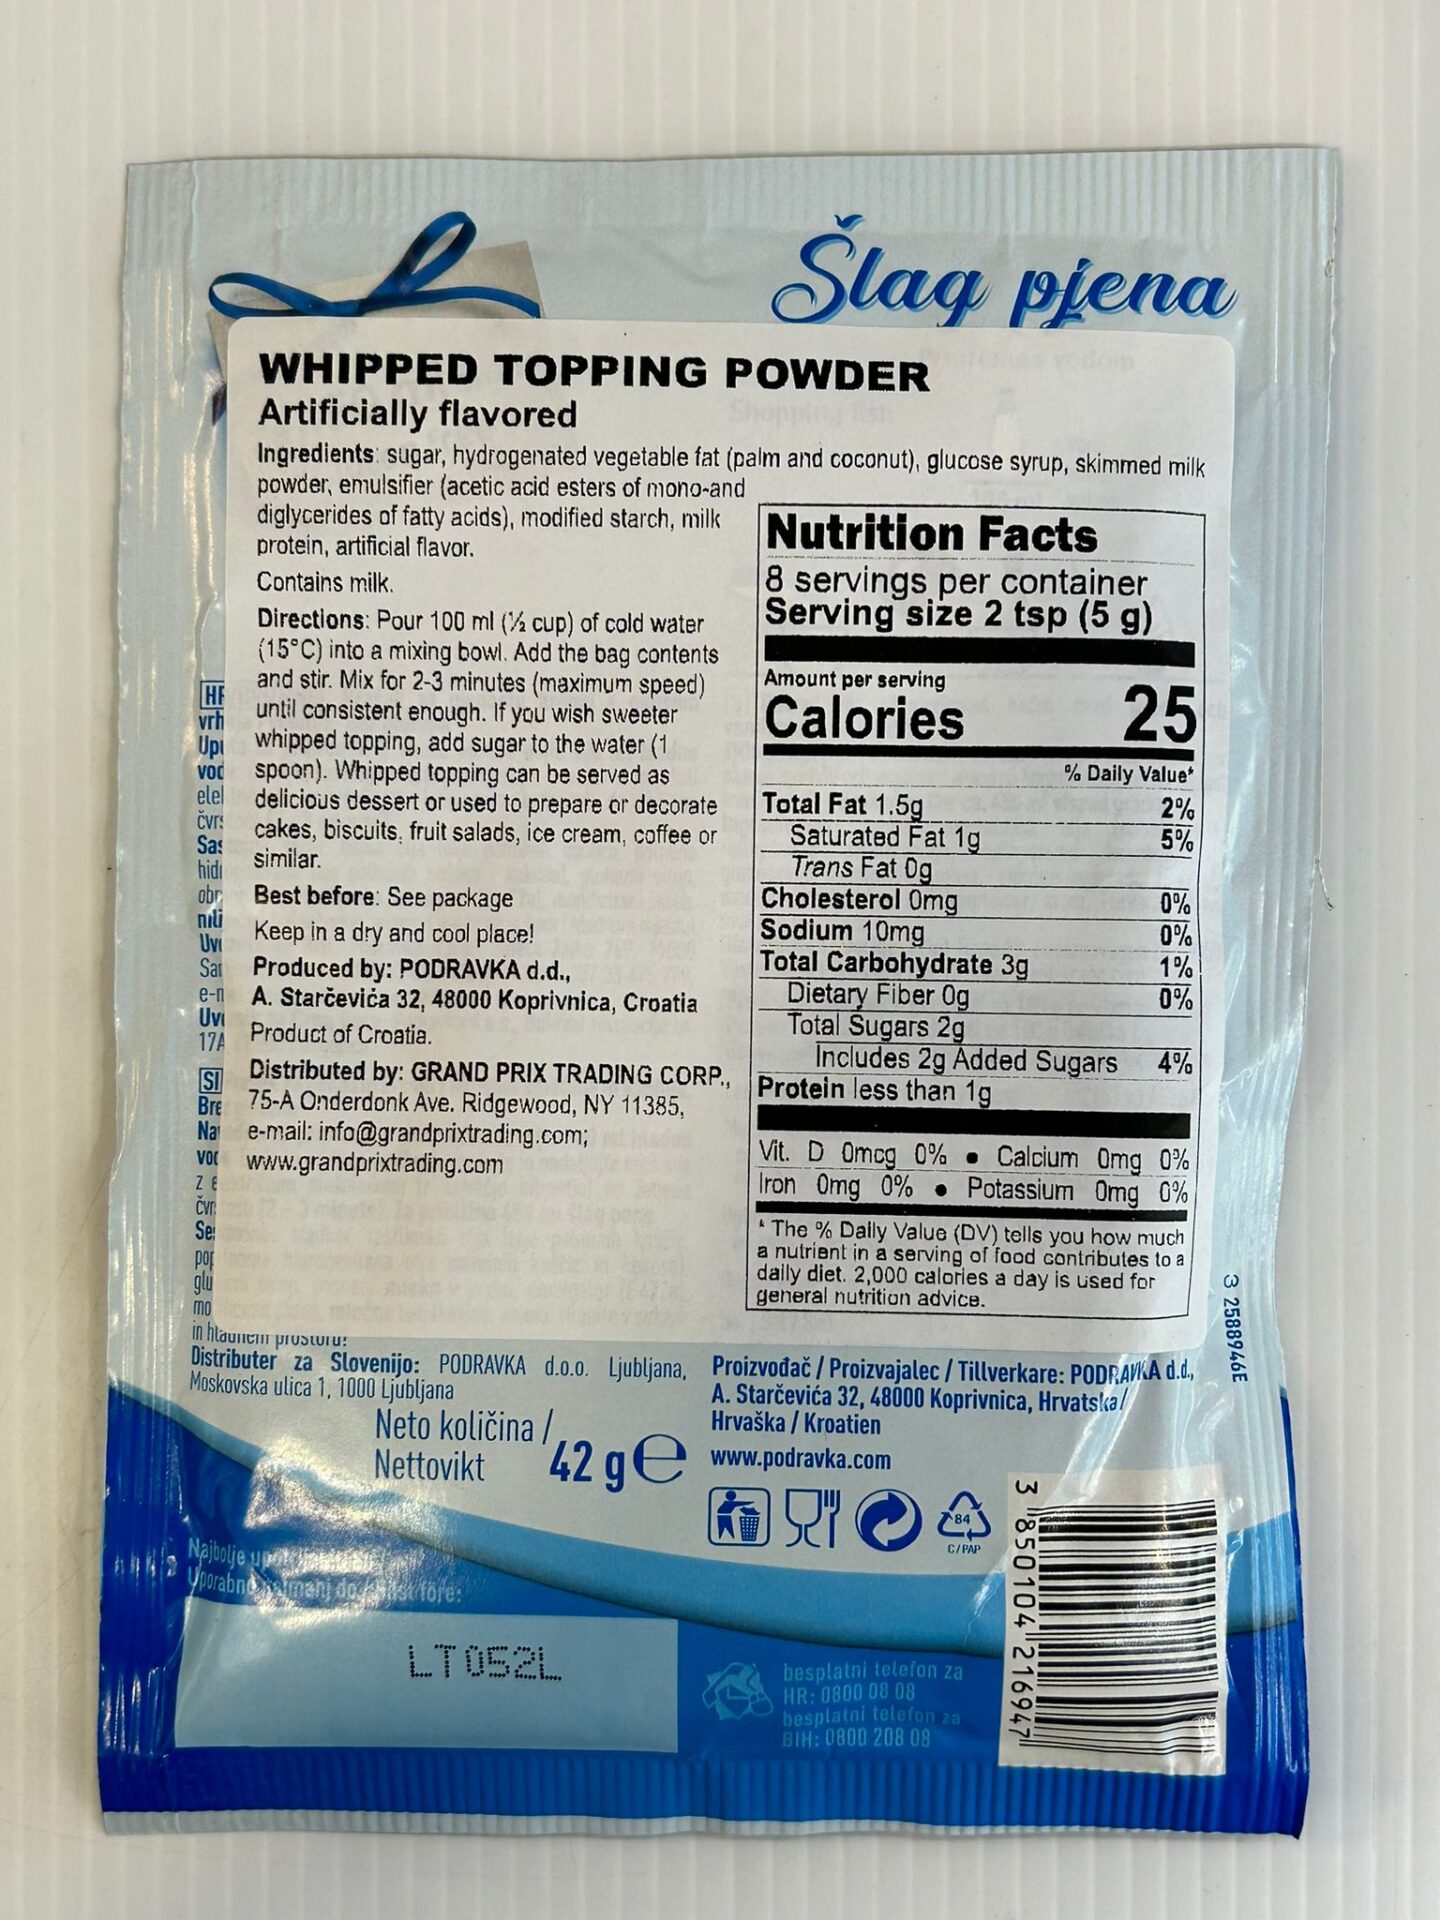 Šlag pjena
WHIPPED TOPPING POWDER
Artificially flavored
Ingredients: sugar, hydrogenated vegetable fat (palm and coconut), glucose syrup, skimmed milk
powder, emulsifier (acetic acid esters of mono-and
diglycerides of fatty acids), modified starch, milk
protein, artificial flavor.
Contains milk.
Directions: Pour 100 ml (½ cup) of cold water
(15°C) into a mixing bowl. Add the bag contents
and stir. Mix for 2-3 minutes (maximum speed)
until consistent enough. If you wish sweeter
whipped topping, add sugar to the water (1
spoon). Whipped topping can be served as
delicious dessert or used to prepare or decorate
cakes, biscuits, fruit salads, ice cream, coffee or
similar.
Best before: See package
Keep in a dry and cool place!
Produced by: PODRAVKA d.d.,
A. Starčevića 32, 48000 Koprivnica, Croatia
Product of Croatia.
Distributed by: GRAND PRIX TRADING CORP.,
75-A Onderdonk Ave. Ridgewood, NY 11385,
e-mail: info@grandprixtrading.com;
www.grandprixtrading.com
Nutrition Facts
8 servings per container
Serving size 2 tsp (5 g)
Amount per serving
Calories 25
% Daily Value*
Total Fat 1.5g 2%
Saturated Fat 1g 5%
Trans Fat 0g
Cholesterol 0mg 0%
Sodium 10mg 0%
Total Carbohydrate 3g 1%
Dietary Fiber 0g 0%
Total Sugars 2g
Includes 2g Added Sugars 4%
Protein less than 1g
Vit. D 0mcg 0% • Calcium 0mg 0%
Iron 0mg 0% • Potassium 0mg 0%
* The % Daily Value (DV) tells you how much
a nutrient in a serving of food contributes to a
daily diet. 2,000 calories a day is used for
general nutrition advice.
3 2588946E
in hladnem prostoru!
Distributer za Slovenijo: PODRAVKA d.o.o. Ljubljana,
Moskovska ulica 1, 1000 Ljubljana
Neto količina /
Nettovikt 42 g e
Proizvođač / Proizvajalec / Tillverkare: PODRAVKA d.d.,
A. Starčevića 32, 48000 Koprivnica, Hrvatska/
Hrvaška / Kroatien
www.podravka.com
84
C/PAP
3 850104 216947
Najbolje
Uporabno najmanj do
LT052L
besplatni telefon za
HR: 0800 08 08
besplatni telefon za
BIH: 0800 208 08